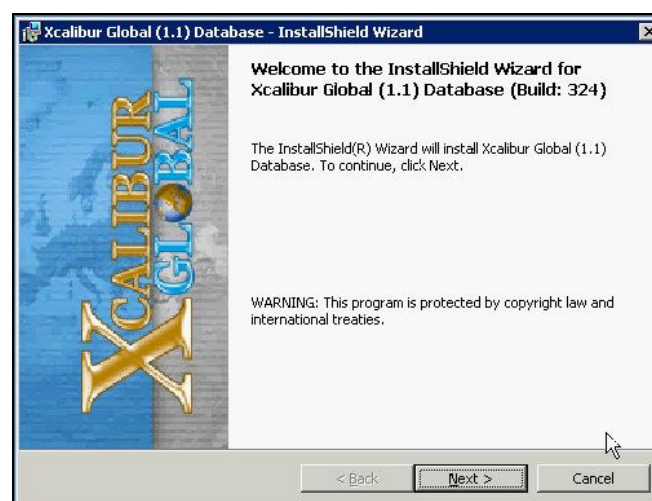 Xcalibur Global (1.1) Database - InstallShield Wizard
XCALIBUR
GLOBAL
Welcome to the InstallShield Wizard for
Xcalibur Global (1.1) Database (Build: 324)
The InstallShield(R) Wizard will install Xcalibur Global (1.1)
Database. To continue, click Next.
WARNING: This program is protected by copyright law and
international treaties.
< Back
Next >
Cancel